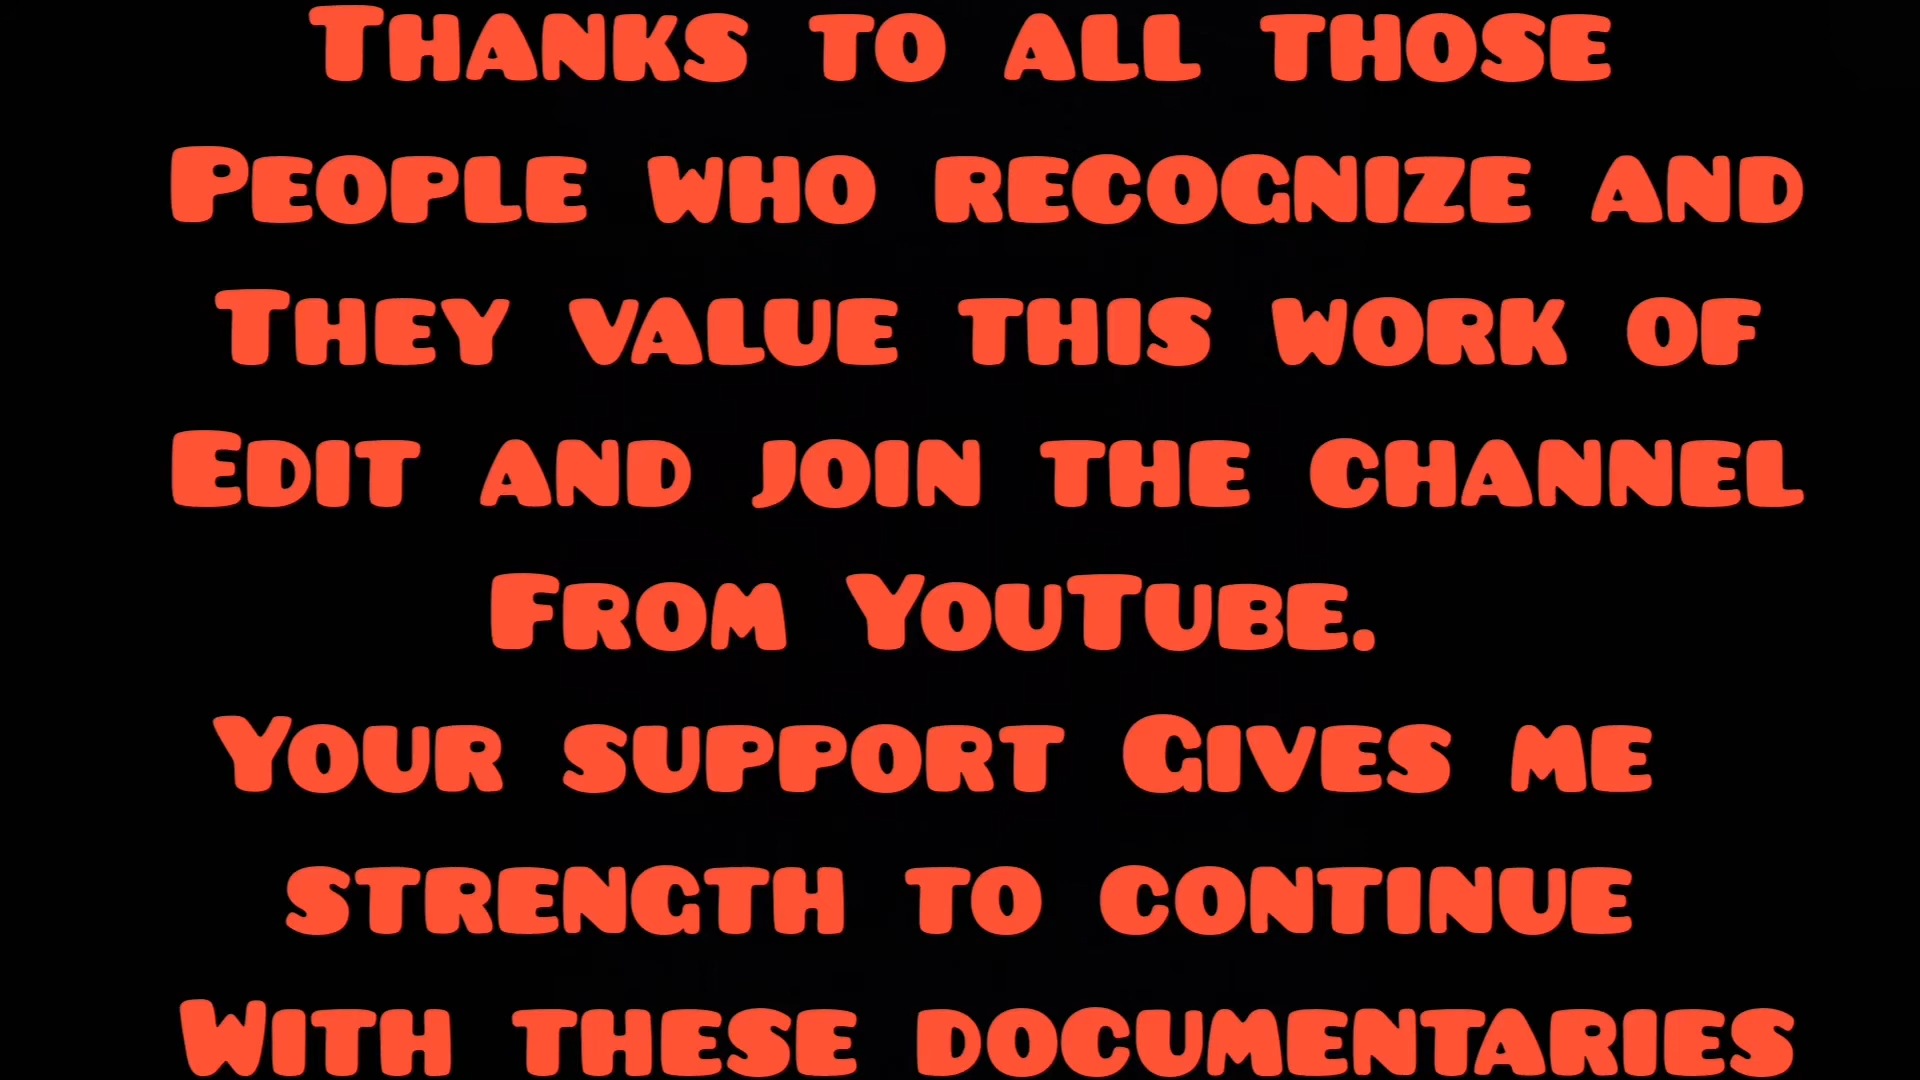 Thanks to all those
People who recognize and
They value this work of
Edit and join the channel
From YouTube.
Your support Gives me
strength to continue
With these documentaries